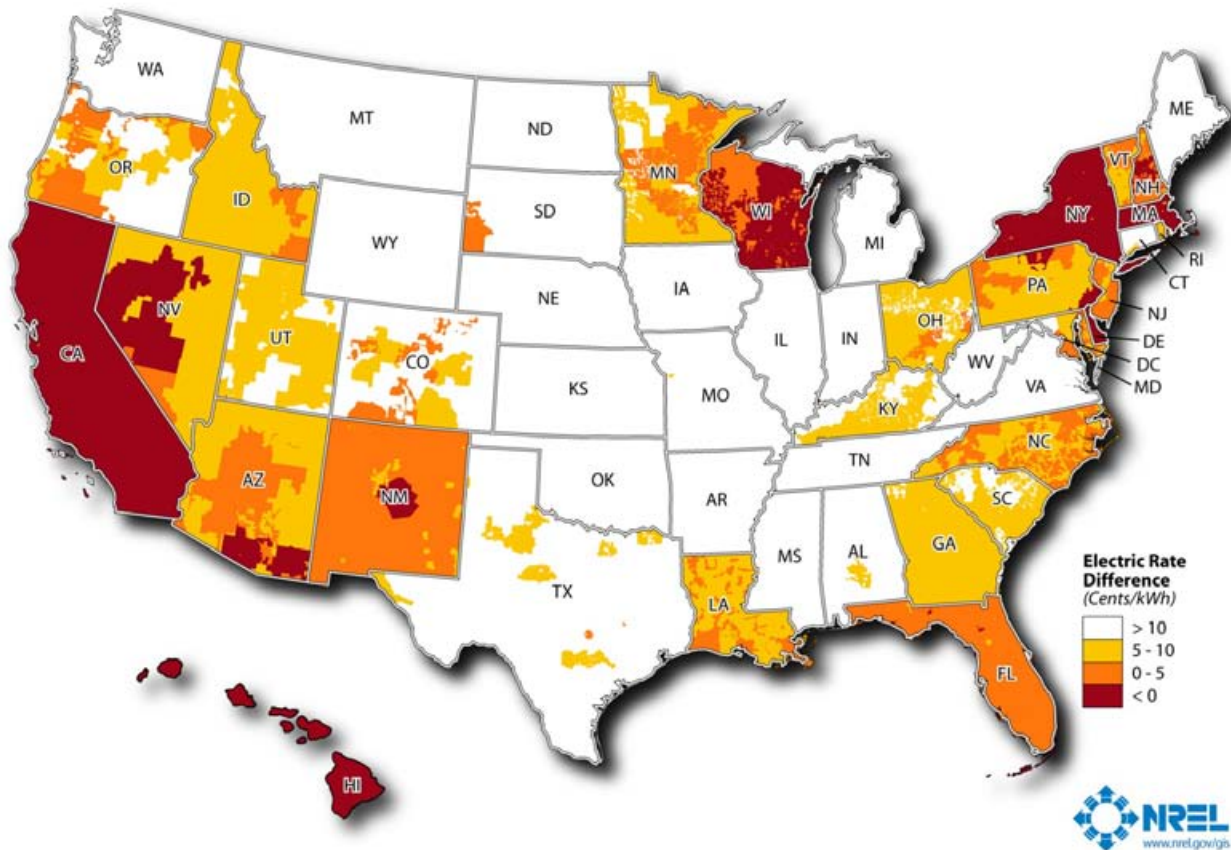 WA
MT
ND
ME
OR
ID
SD
MN
WI
VT
NH
NY
MA
WY
MI
RI
CT
NV
UT
CO
NE
IA
IL
IN
OH
PA
NJ
DE
DC
MD
CA
KS
MO
WV
VA
KY
AZ
NM
OK
AR
TN
NC
SC
TX
LA
MS
AL
GA
FL
HI
Electric Rate
Difference
(Cents/kWh)
> 10
5 - 10
0 - 5
< 0
NREL
www.nrel.gov/gis